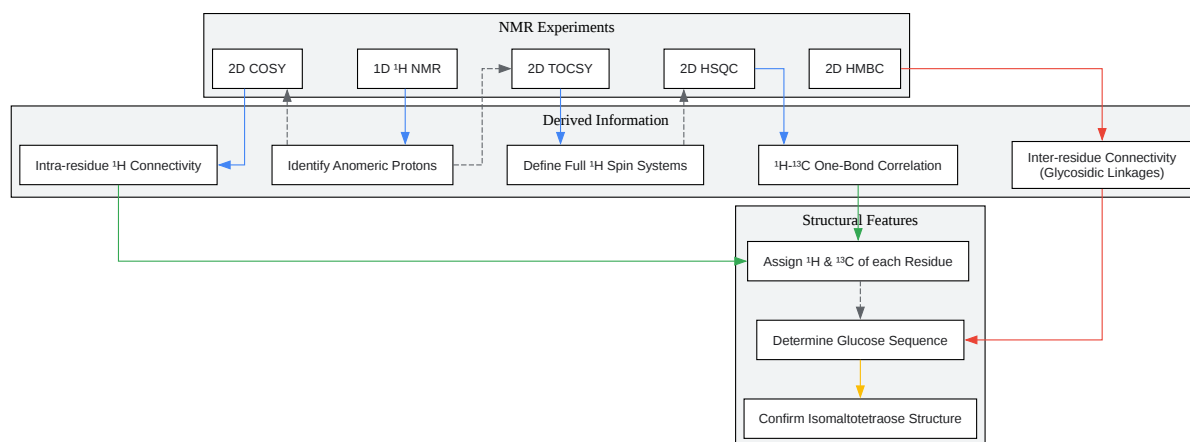 NMR Experiments
2D COSY
1D ¹H NMR
2D TOCSY
2D HSQC
2D HMBC
Derived Information
Intra-residue ¹H Connectivity
Identify Anomeric Protons
Define Full ¹H Spin Systems
¹H-¹³C One-Bond Correlation
Inter-residue Connectivity
(Glycosidic Linkages)
Structural Features
Assign ¹H & ¹³C of each Residue
Determine Glucose Sequence
Confirm Isomaltotetraose Structure